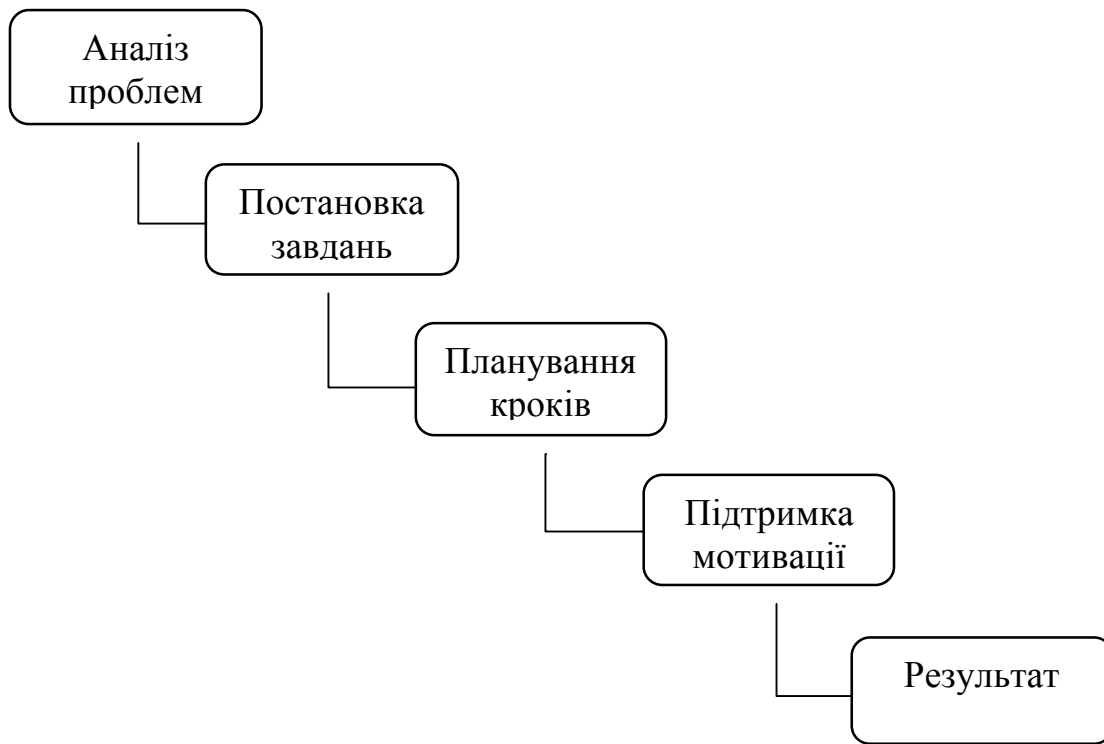 Аналіз
проблем
Постановка
завдань
Планування
кроків
Підтримка
мотивації
Результат